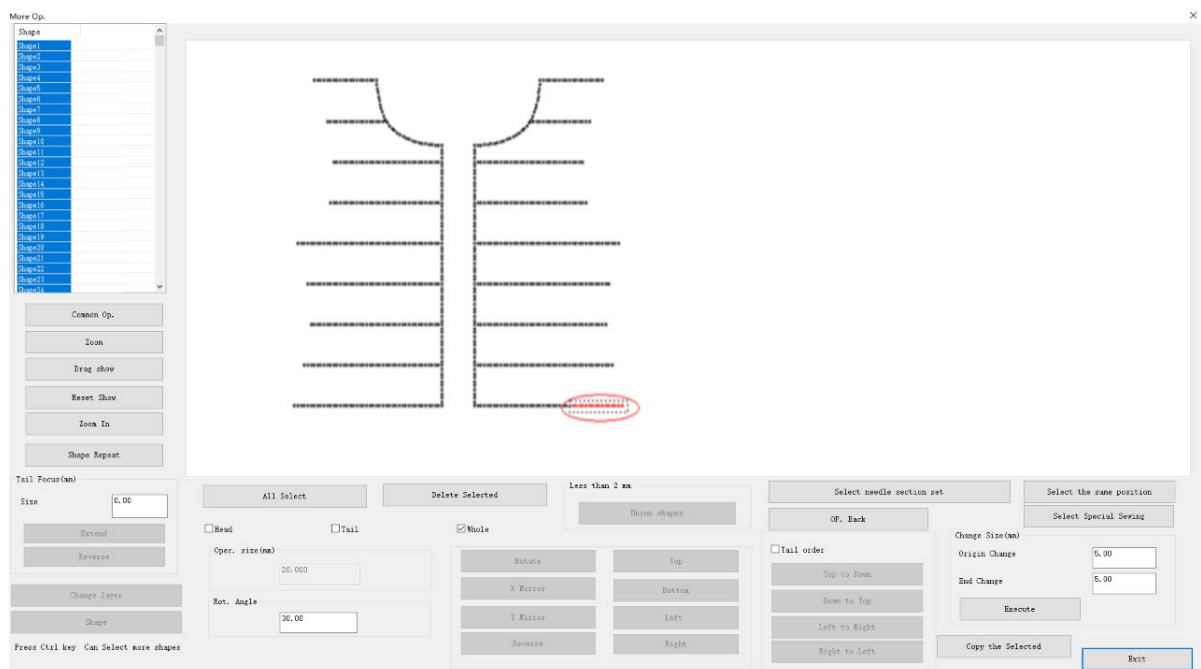 More Op.
Shape
Shape1
Shape2
Shape3
Shape4
Shape5
Shape6
Shape7
Shape8
Shape9
Shape10
Shape11
Shape12
Shape13
Shape14
Shape15
Shape16
Shape17
Shape18
Shape19
Shape20
Shape21
Shape22
Shape23
Shape24
Common Op.
Zoom
Drag show
Reset Show
Zoom In
Shape Repeat
Tail Focus(mm)
Size 0.00
Extend
Reverse
Change layer
Shape
Press Ctrl key Can Select more shapes
All Select
Delete Selected
Less than 2 mm
Union shapes
Head
Tail
Whole
Oper. size(mm)
20.000
Rot. Angle
30.00
Rotate
Top
X Mirror
Bottom
Y Mirror
Left
Reverse
Right
Select needle section set
OP. Back
Tail order
Top to Down
Down to Top
Left to Right
Right to Left
Select the same position
Select Special Sewing
Change Size(mm)
Origin Change 5.00
End Change 5.00
Execute
Copy the Selected
Exit